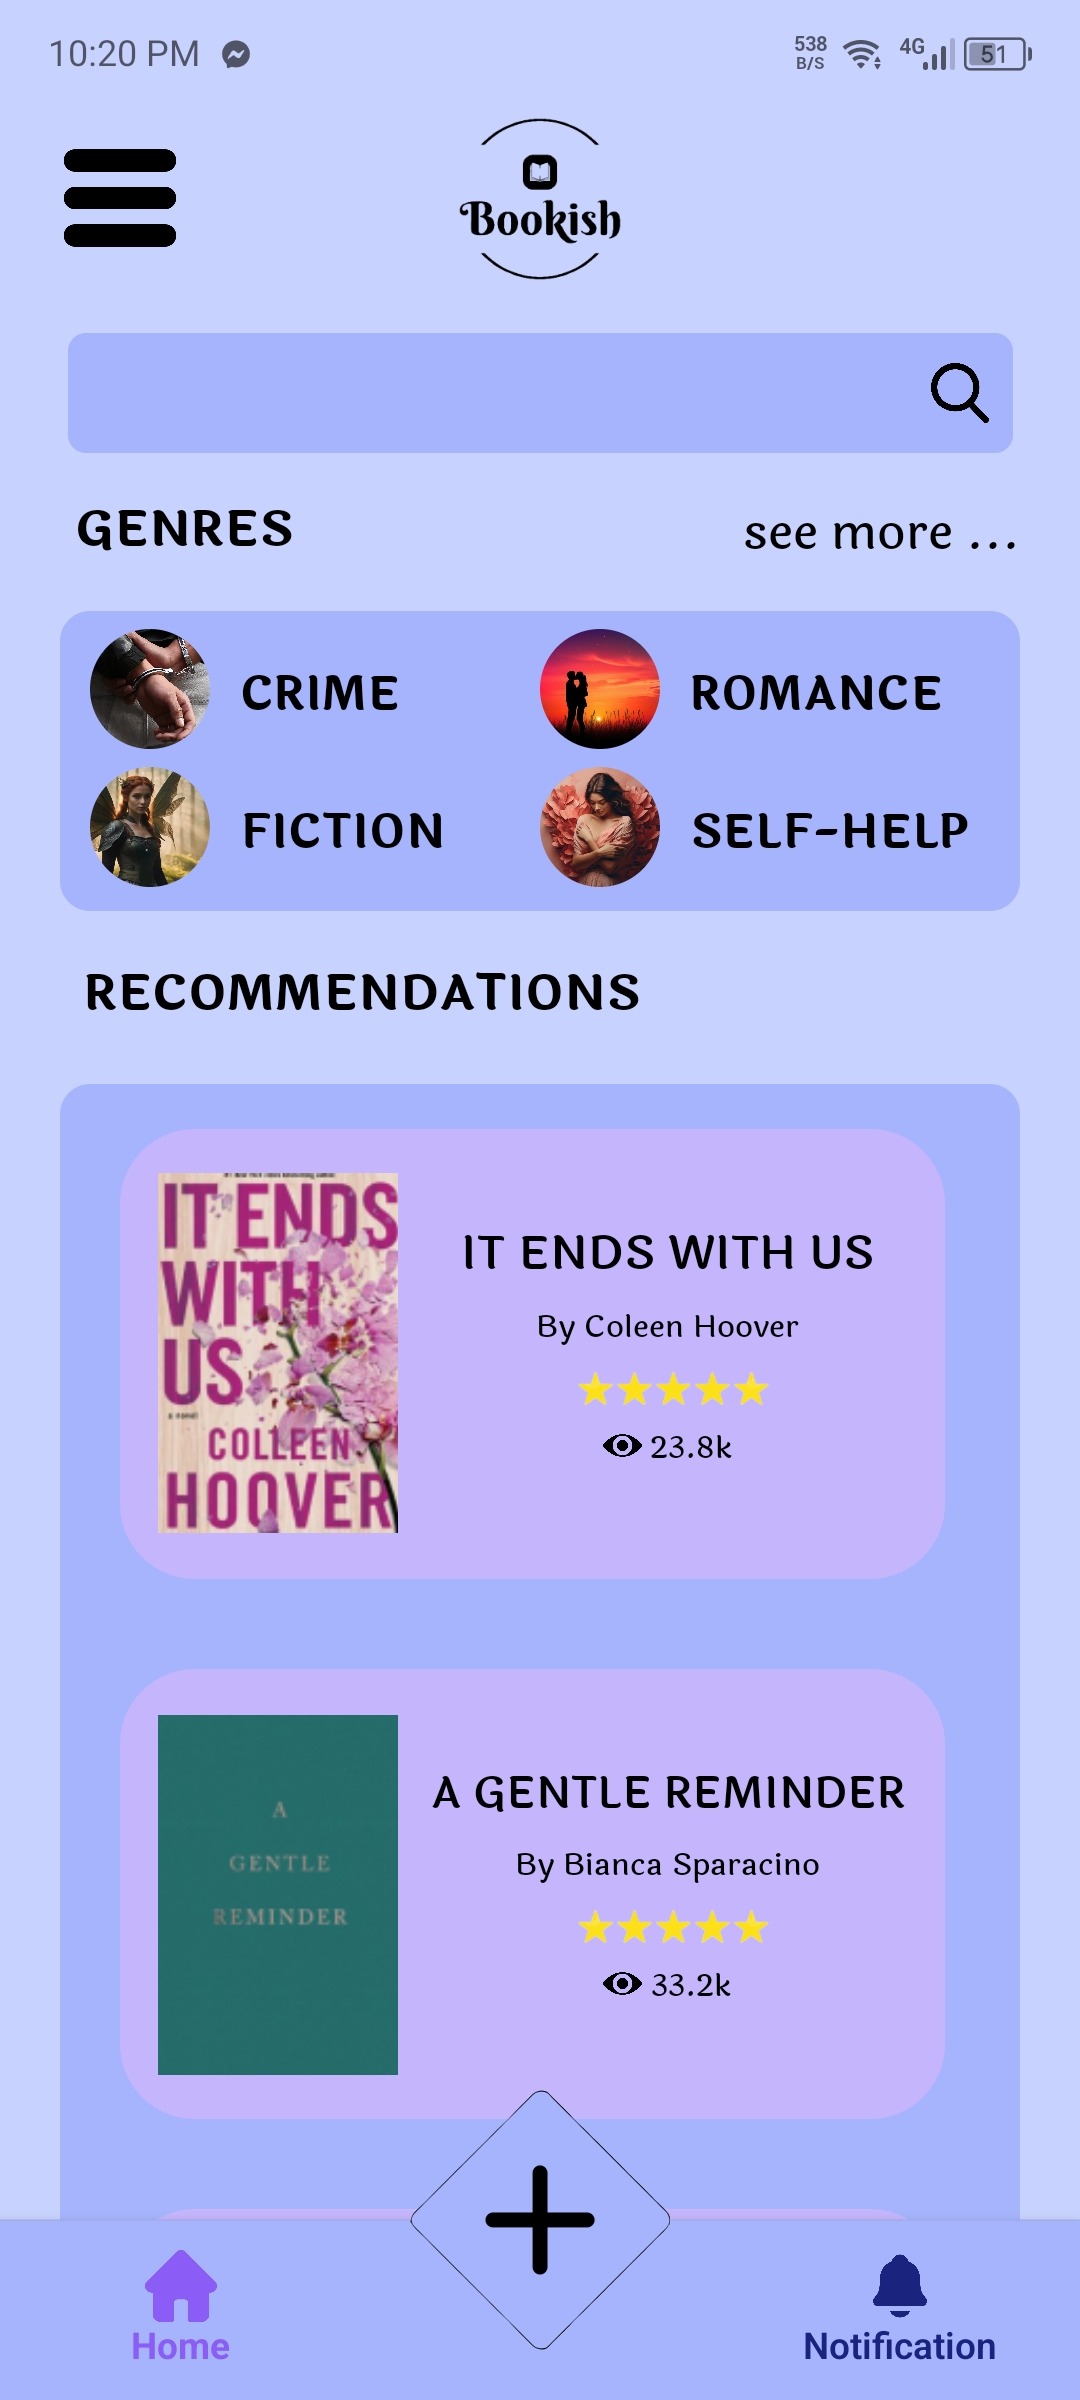 10:20 PM
538
B/S
4G
51
Bookish
GENRES
see more ...
CRIME
ROMANCE
FICTION
SELF-HELP
RECOMMENDATIONS
IT ENDS
WITH
US
a novel
COLLEEN
HOOVER
IT ENDS WITH US
By Coleen Hoover
23.8k
A
GENTLE
REMINDER
A GENTLE REMINDER
By Bianca Sparacino
33.2k
Home
Notification